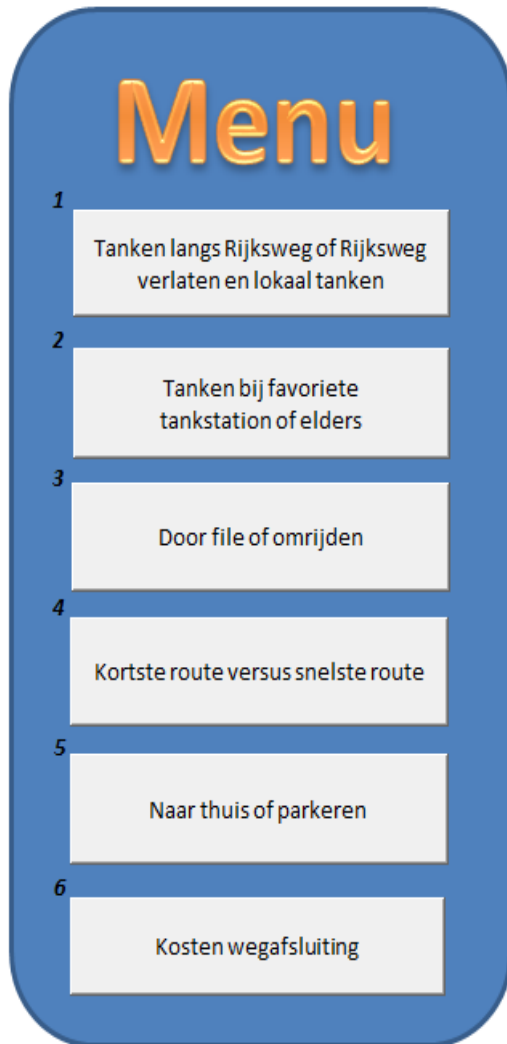 Menu
1
Tanken langs Rijksweg of Rijksweg
verlaten en lokaal tanken
2
Tanken bij favoriete
tankstation of elders
3
Door file of omrijden
4
Kortste route versus snelste route
5
Naar thuis of parkeren
6
Kosten wegafsluiting